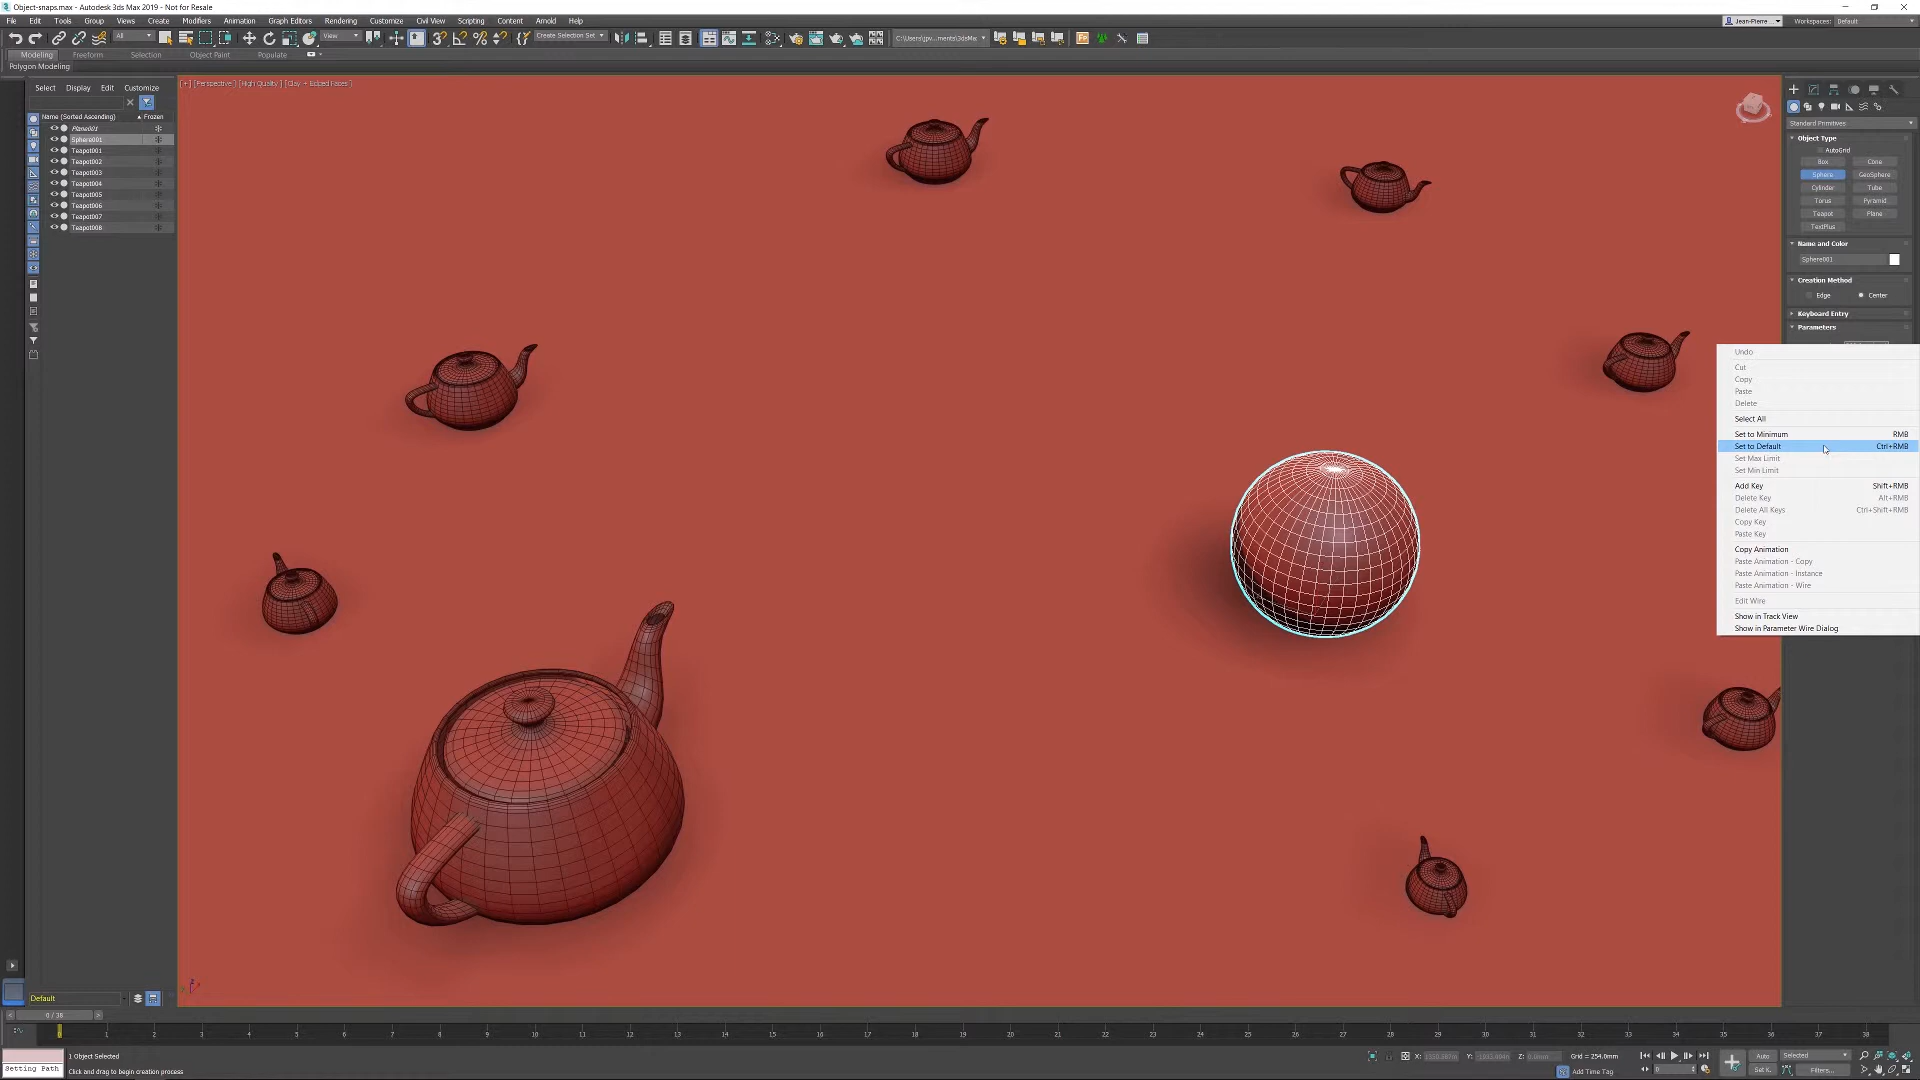 Object-snaps.max - Autodesk 3ds Max 2019 - Not for Resale
File Edit Tools Group Views Create Modifiers Animation Graph Editors Rendering Customize Civil View Scripting Content Arnold Help
Jean-Pierre ... Workspaces: Default
All View Create Selection Set
Modeling Freeform Selection Object Paint Populate
Polygon Modeling
Select Display Edit Customize
Name (Sorted Ascending) Frozen
Plane001
Sphere001
Teapot001
Teapot002
Teapot003
Teapot004
Teapot005
Teapot006
Teapot007
Teapot008
[+] [Perspective] [High Quality] [Clay + Edged Faces]
Standard Primitives
Object Type
AutoGrid
Box Cone
Sphere GeoSphere
Cylinder Tube
Torus Pyramid
Teapot Plane
TextPlus
Name and Color
Sphere001
Creation Method
Edge Center
Keyboard Entry
Parameters
Undo
Cut
Copy
Paste
Delete
Select All
Set to Minimum RMB
Set to Default Ctrl+RMB
Set Max Limit
Set Min Limit
Add Key Shift+RMB
Delete Key Alt+RMB
Delete All Keys Ctrl+Shift+RMB
Copy Key
Paste Key
Copy Animation
Paste Animation - Copy
Paste Animation - Instance
Paste Animation - Wire
Edit Wire
Show in Track View
Show in Parameter Wire Dialog
Default
0 / 38
0 1 2 3 4 5 6 7 8 9 10 11 12 13 14 15 16 17 18 19 20 21 22 23 24 25 26 27 28 29 30 31 32 33 34 35 36 37 38
1 Object Selected
X: Y: Z: Grid = 254.0mm
Auto Selected
Setting Path
Click and drag to begin creation process
Add Time Tag
0
Set K. Filters...